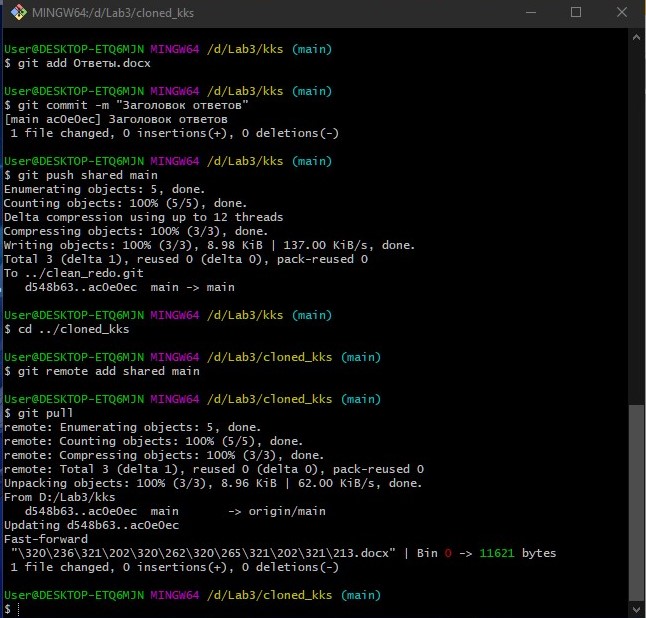 MINGW64:/d/Lab3/cloned_kks
User@DESKTOP-ETQ6MJN MINGW64 /d/Lab3/kks (main)
$ git add Ответы.docx
User@DESKTOP-ETQ6MJN MINGW64 /d/Lab3/kks (main)
$ git commit -m "Заголовок ответов"
[main ac0e0ec] Заголовок ответов
1 file changed, 0 insertions(+), 0 deletions(-)
User@DESKTOP-ETQ6MJN MINGW64 /d/Lab3/kks (main)
$ git push shared main
Enumerating objects: 5, done.
Counting objects: 100% (5/5), done.
Delta compression using up to 12 threads
Compressing objects: 100% (3/3), done.
Writing objects: 100% (3/3), 8.98 KiB | 137.00 KiB/s, done.
Total 3 (delta 1), reused 0 (delta 0), pack-reused 0
To ../clean_redo.git
d548b63..ac0e0ec  main -> main
User@DESKTOP-ETQ6MJN MINGW64 /d/Lab3/kks (main)
$ cd ../cloned_kks
User@DESKTOP-ETQ6MJN MINGW64 /d/Lab3/cloned_kks (main)
$ git remote add shared main
User@DESKTOP-ETQ6MJN MINGW64 /d/Lab3/cloned_kks (main)
$ git pull
remote: Enumerating objects: 5, done.
remote: Counting objects: 100% (5/5), done.
remote: Compressing objects: 100% (3/3), done.
remote: Total 3 (delta 1), reused 0 (delta 0), pack-reused 0
Unpacking objects: 100% (3/3), 8.96 KiB | 62.00 KiB/s, done.
From D:/Lab3/kks
d548b63..ac0e0ec  main       -> origin/main
Updating d548b63..ac0e0ec
Fast-forward
"\320\236\321\202\320\262\320\265\321\202\321\213.docx" | Bin 0 -> 11621 bytes
1 file changed, 0 insertions(+), 0 deletions(-)
User@DESKTOP-ETQ6MJN MINGW64 /d/Lab3/cloned_kks (main)
$